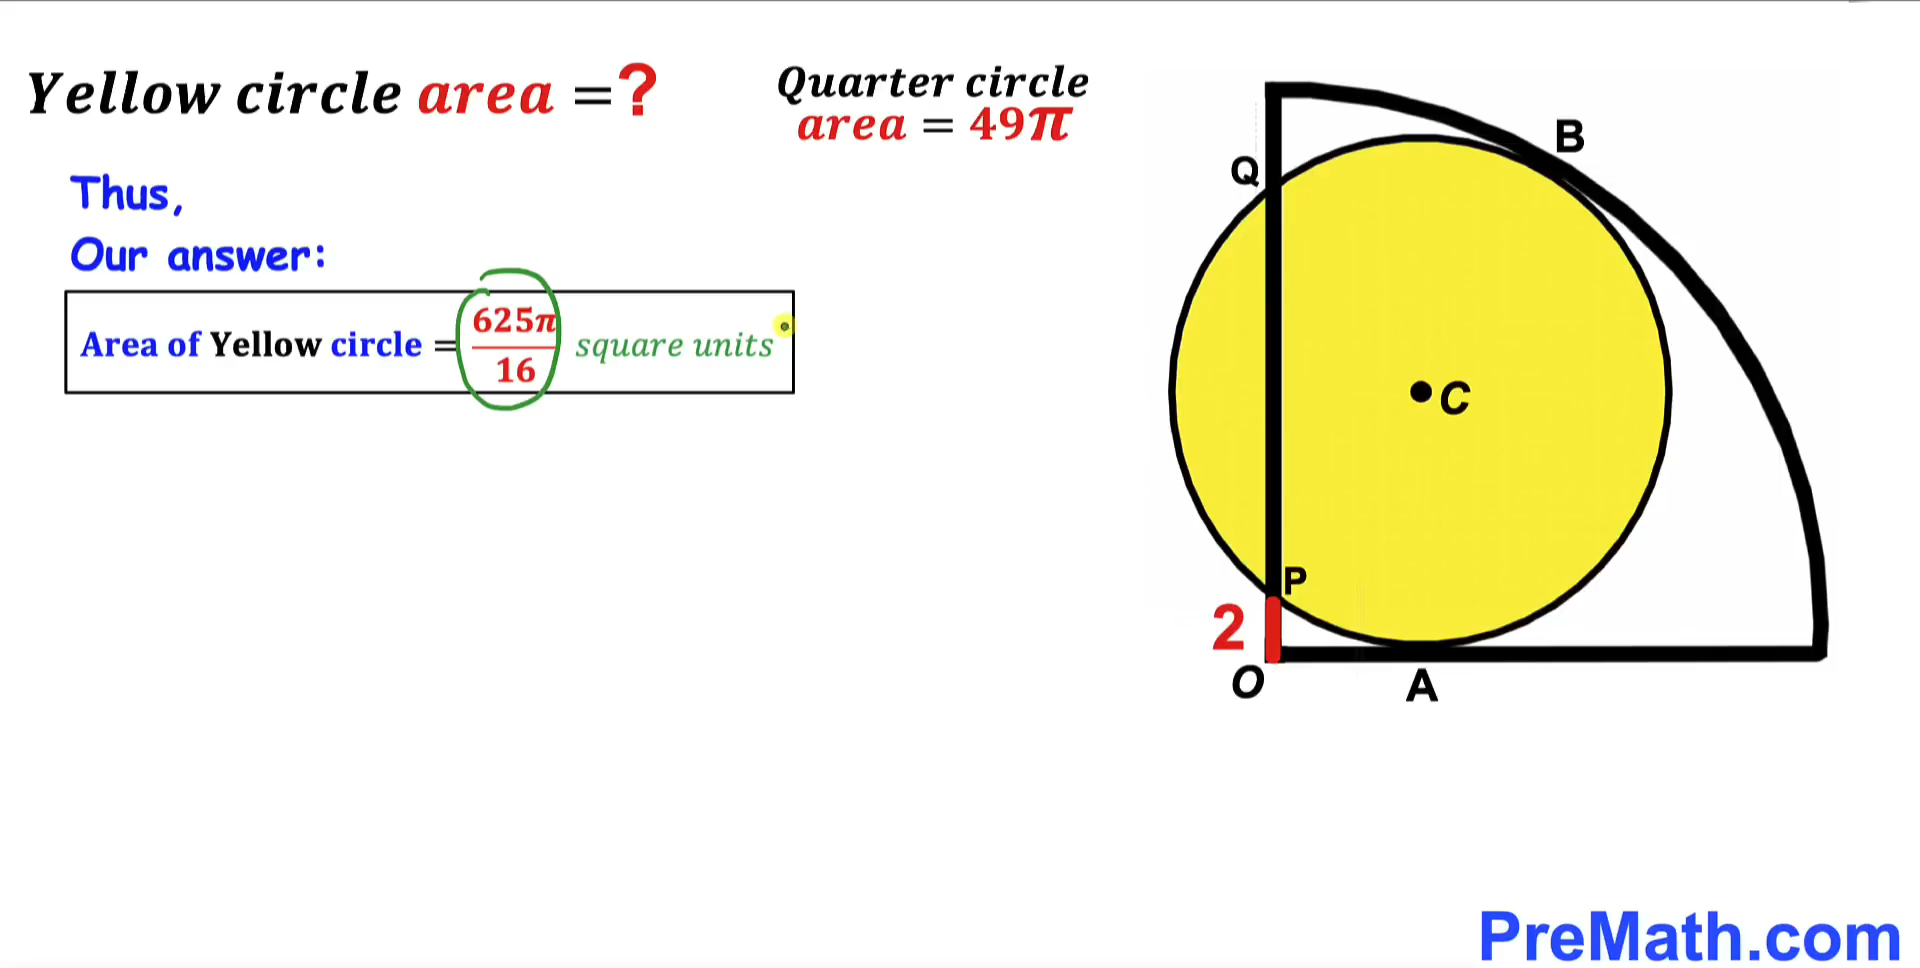 Yellow circle area =?
Quarter circle
area = 49π
Thus,
Our answer:
Area of Yellow circle = 625π/16 square units
B
Q
C
P
2
O
A
PreMath.com